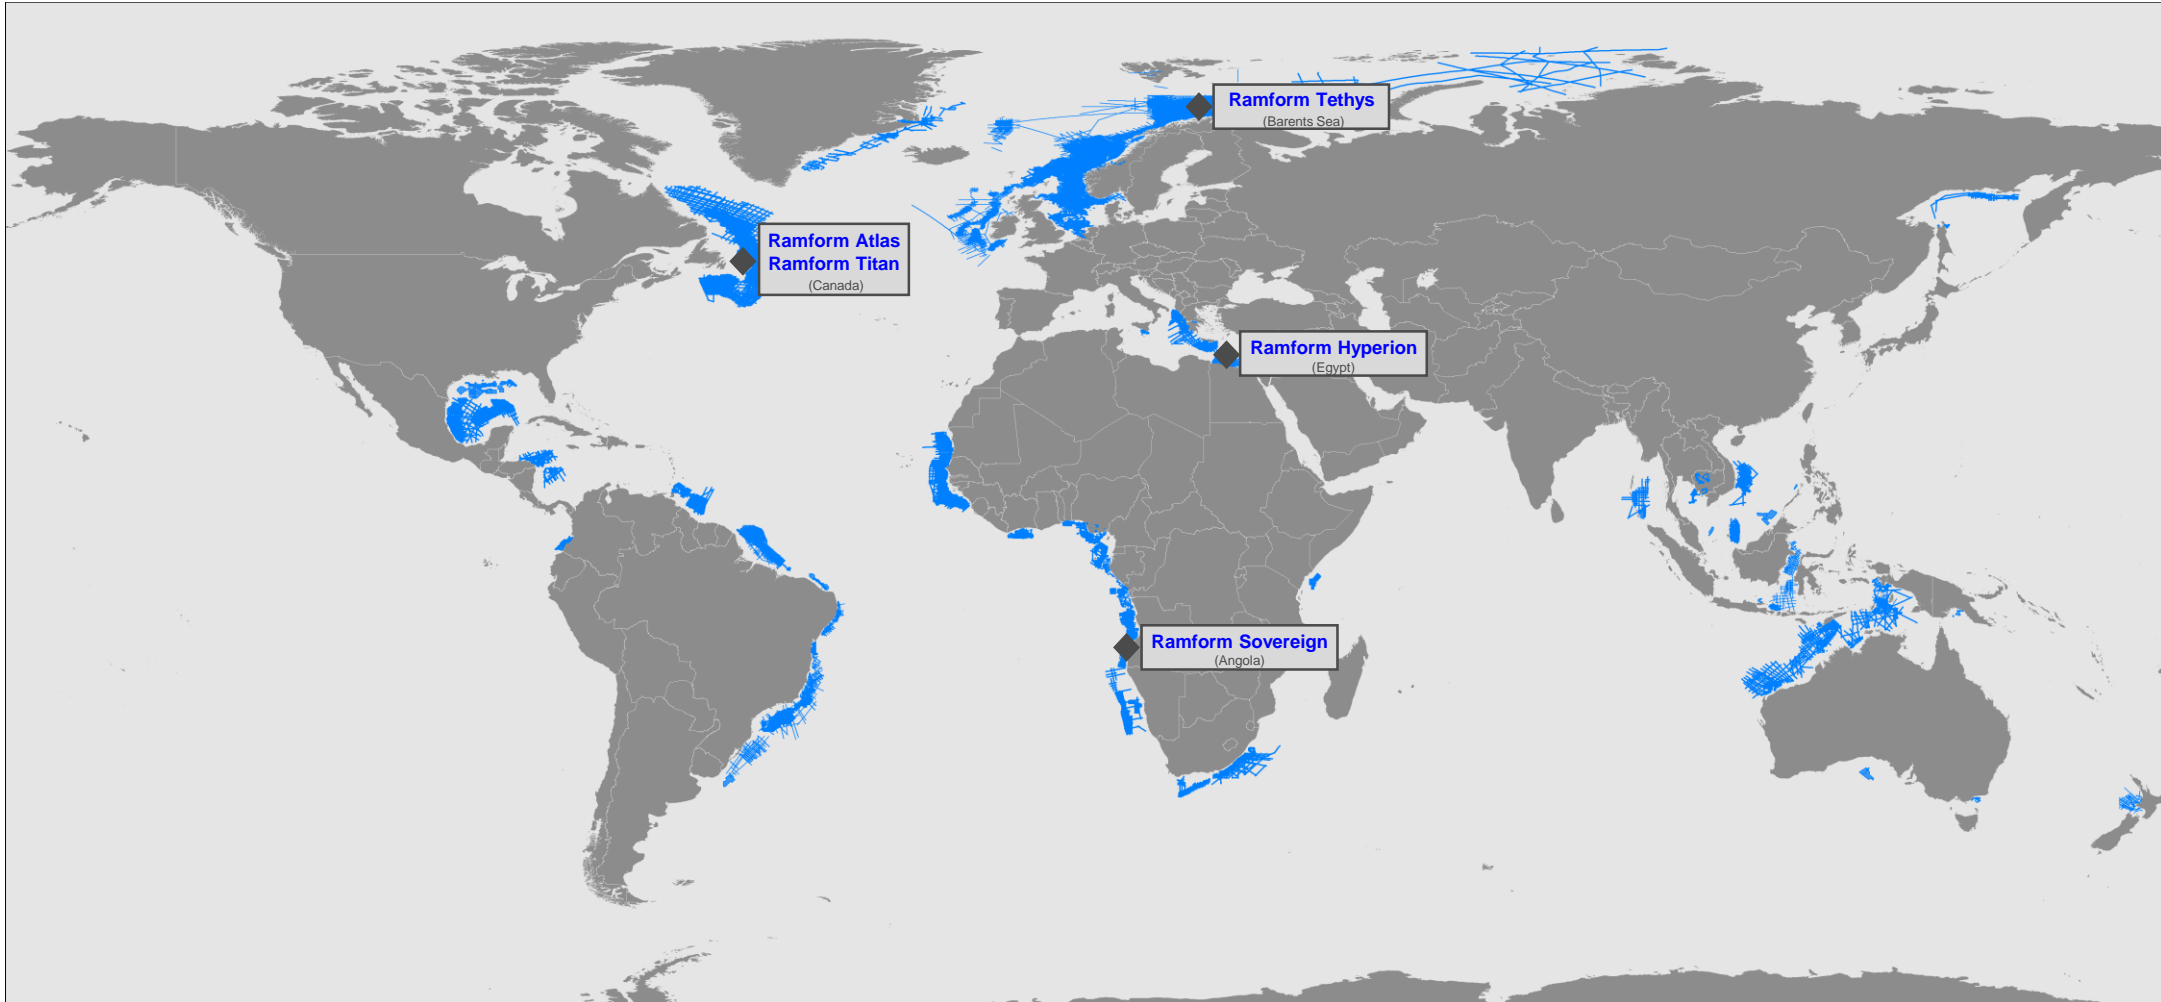 Ramform Tethys
(Barents Sea)
Ramform Atlas
Ramform Titan
(Canada)
Ramform Hyperion
(Egypt)
Ramform Sovereign
(Angola)